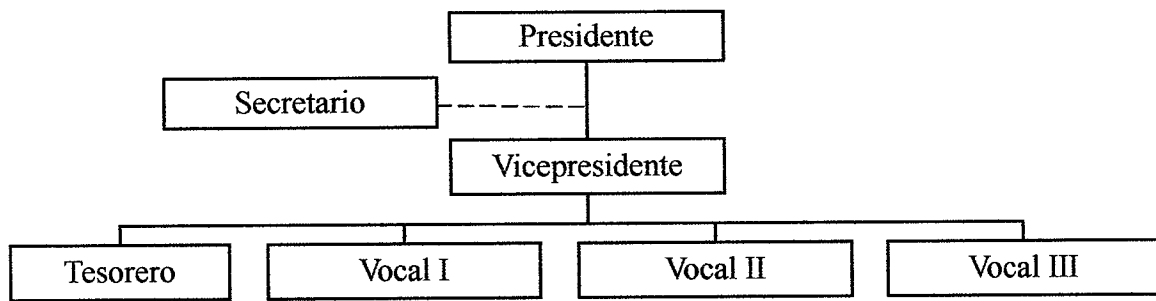 Presidente
Secretario
Vicepresidente
Tesorero
Vocal I
Vocal II
Vocal III